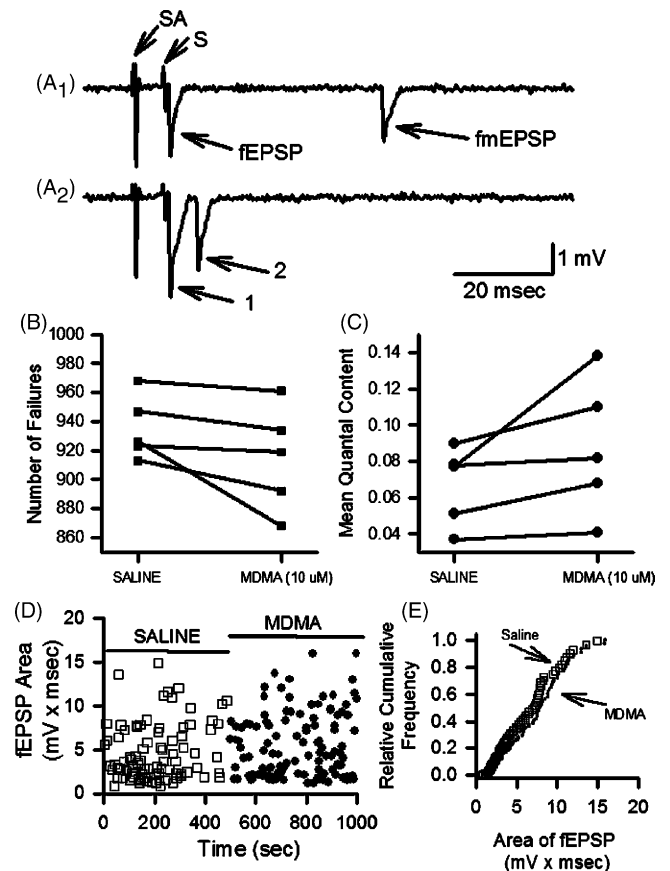 SA
S
(A1)
fEPSP
fmEPSP
(A2)
2
1
1 mV
20 msec
(B)
1000
980
960
940
920
900
880
860
Number of Failures
SALINE
MDMA (10 uM)
(C)
0.14
0.12
0.10
0.08
0.06
0.04
Mean Quantal Content
SALINE
MDMA (10 uM)
(D)
20
15
10
5
0
fEPSP Area
(mV x msec)
SALINE
MDMA
0 200 400 600 800 1000
Time (sec)
(E)
1.0
0.8
0.6
0.4
0.2
0.0
Relative Cumulative
Frequency
Saline
MDMA
0 5 10 15 20
Area of fEPSP
(mV x msec)